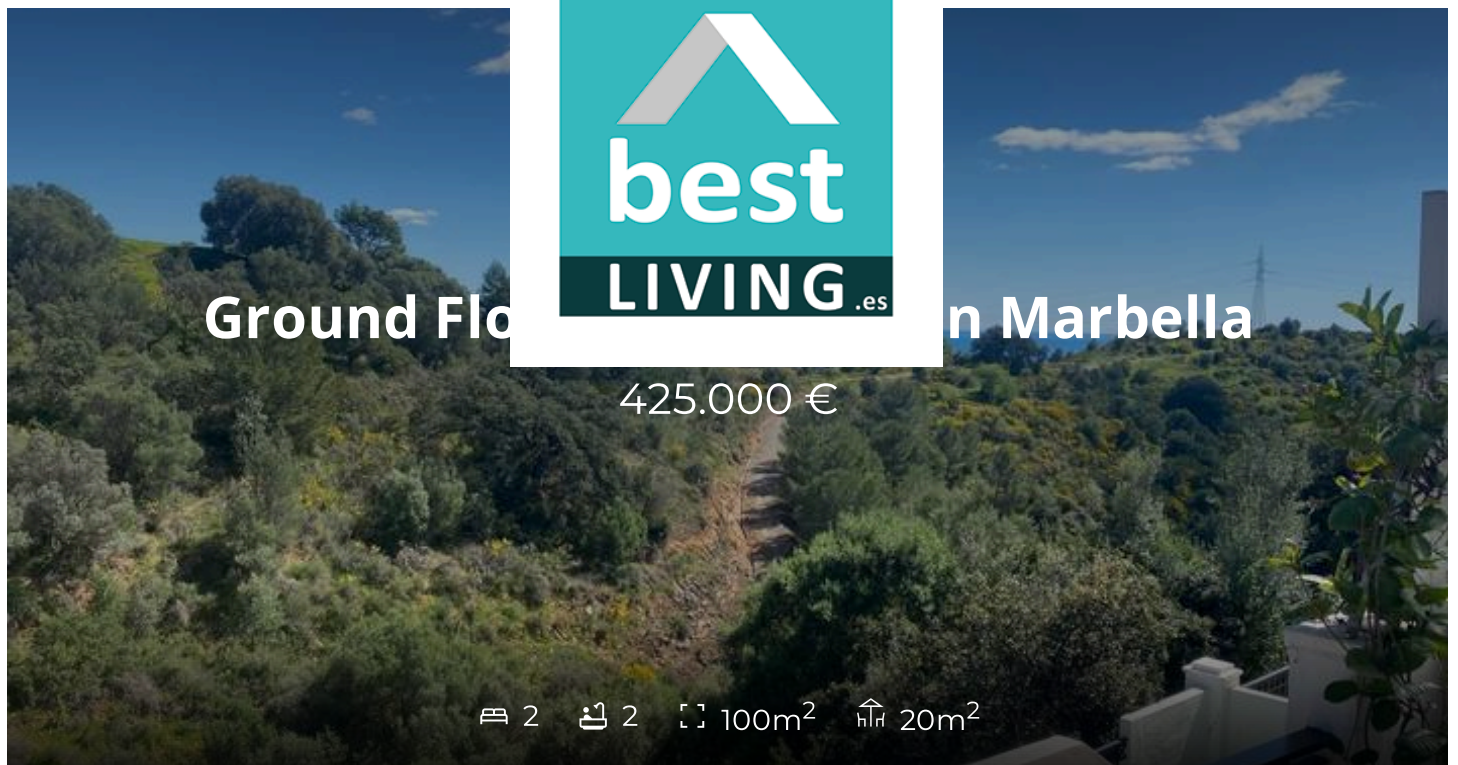 best
LIVING.es
Ground Flo n Marbella
425.000 €
2 2 100m² 20m²